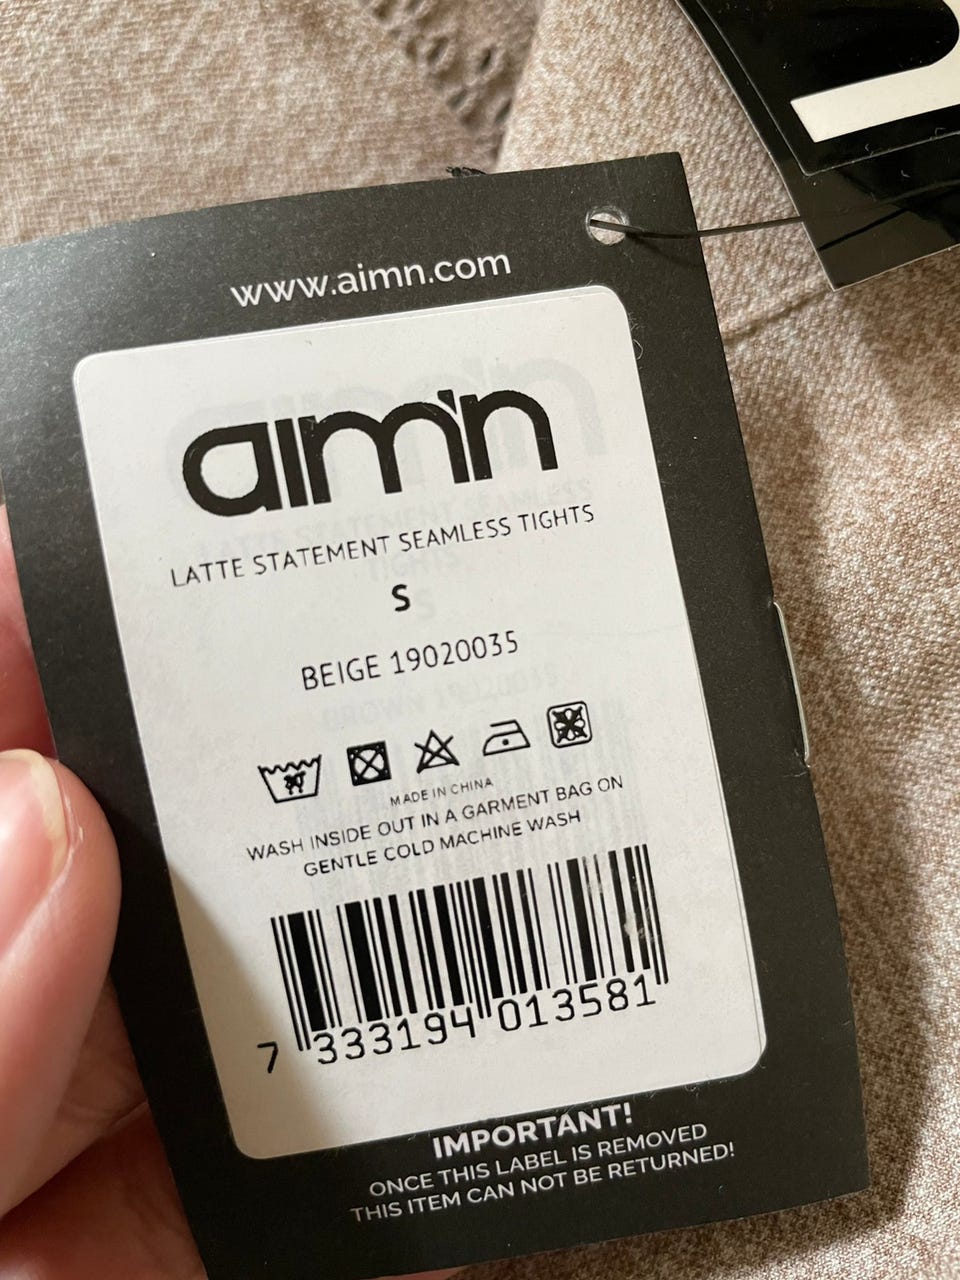 www.aimn.com
aim'n
LATTE STATEMENT SEAMLESS TIGHTS
S
BEIGE 19020035
30
MADE IN CHINA
WASH INSIDE OUT IN A GARMENT BAG ON
GENTLE COLD MACHINE WASH
7 333194 013581
IMPORTANT!
ONCE THIS LABEL IS REMOVED
THIS ITEM CAN NOT BE RETURNED!